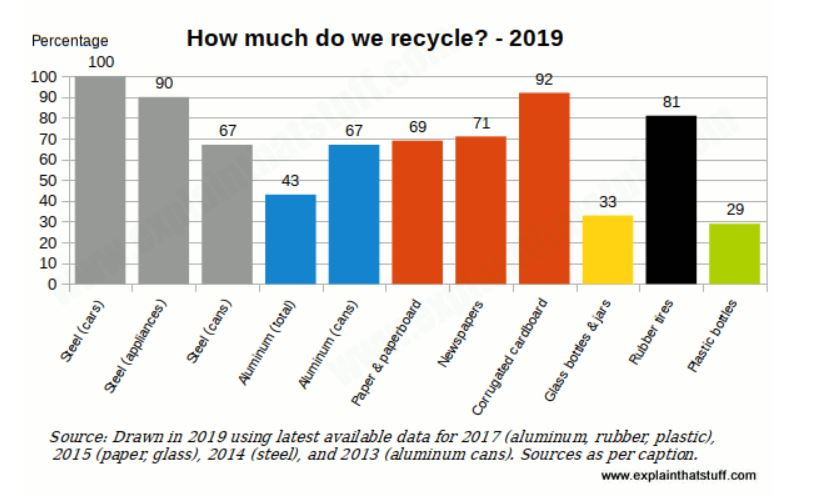 How much do we recycle? - 2019
Percentage
100
90
67
43
67
69
71
92
33
81
29
100
90
80
70
60
50
40
30
20
10
0
Steel (cars)
Steel (appliances)
Steel (cans)
Aluminum (total)
Aluminum (cans)
Paper & paperboard
Newspapers
Corrugated cardboard
Glass bottles & jars
Rubber tires
Plastic bottles
Source: Drawn in 2019 using latest available data for 2017 (aluminum, rubber, plastic),
2015 (paper, glass), 2014 (steel), and 2013 (aluminum cans). Sources as per caption.
www.explainthatstuff.com